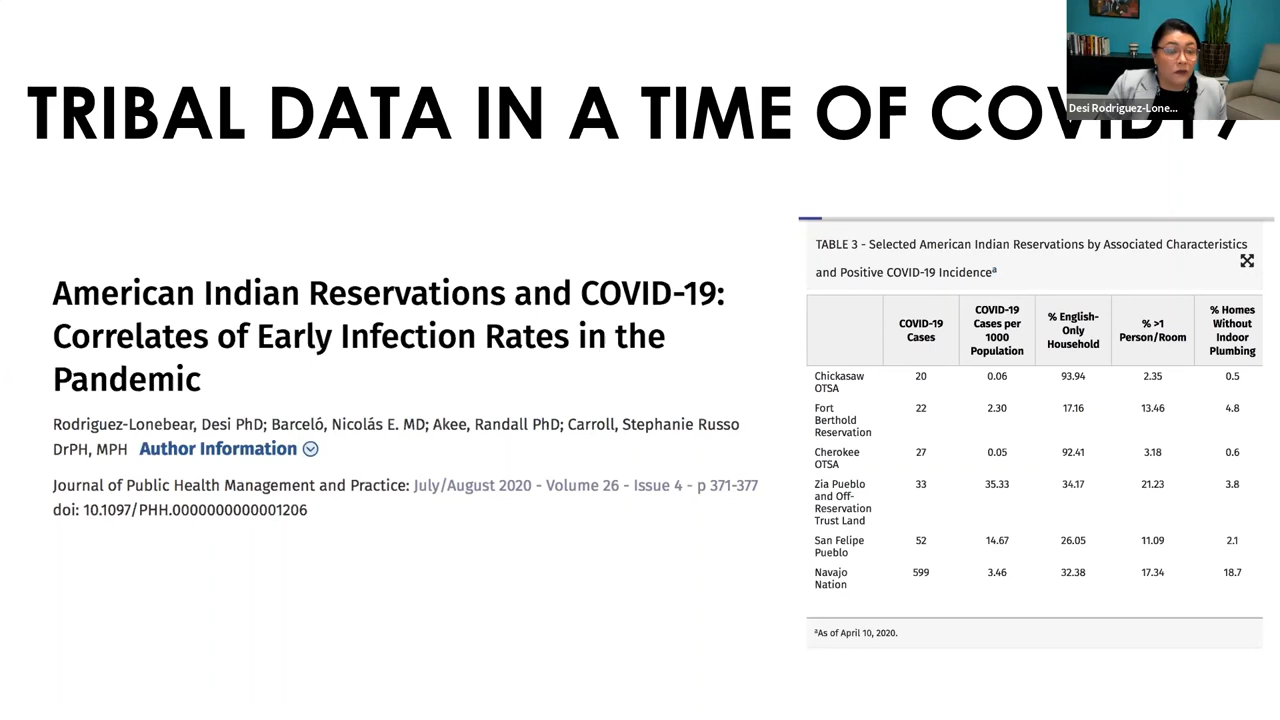 TRIBAL DATA IN A TIME OF
Desi Rodriguez-Lone...
American Indian Reservations and COVID-19:
Correlates of Early Infection Rates in the
Pandemic
Rodriguez-Lonebear, Desi PhD; Barceló, Nicolás E. MD; Akee, Randall PhD; Carroll, Stephanie Russo
DrPH, MPH Author Information
Journal of Public Health Management and Practice: July/August 2020 - Volume 26 - Issue 4 - p 371-377
doi: 10.1097/PHH.0000000000001206
TABLE 3 - Selected American Indian Reservations by Associated Characteristics
and Positive COVID-19 Incidenceª
COVID-19 Cases
COVID-19 Cases per 1000 Population
% English-Only Household
% >1 Person/Room
% Homes Without Indoor Plumbing
Chickasaw OTSA 20 0.06 93.94 2.35 0.5
Fort Berthold Reservation 22 2.30 17.16 13.46 4.8
Cherokee OTSA 27 0.05 92.41 3.18 0.6
Zia Pueblo and Off-Reservation Trust Land 33 35.33 34.17 21.23 3.8
San Felipe Pueblo 52 14.67 26.05 11.09 2.1
Navajo Nation 599 3.46 32.38 17.34 18.7
ªAs of April 10, 2020.